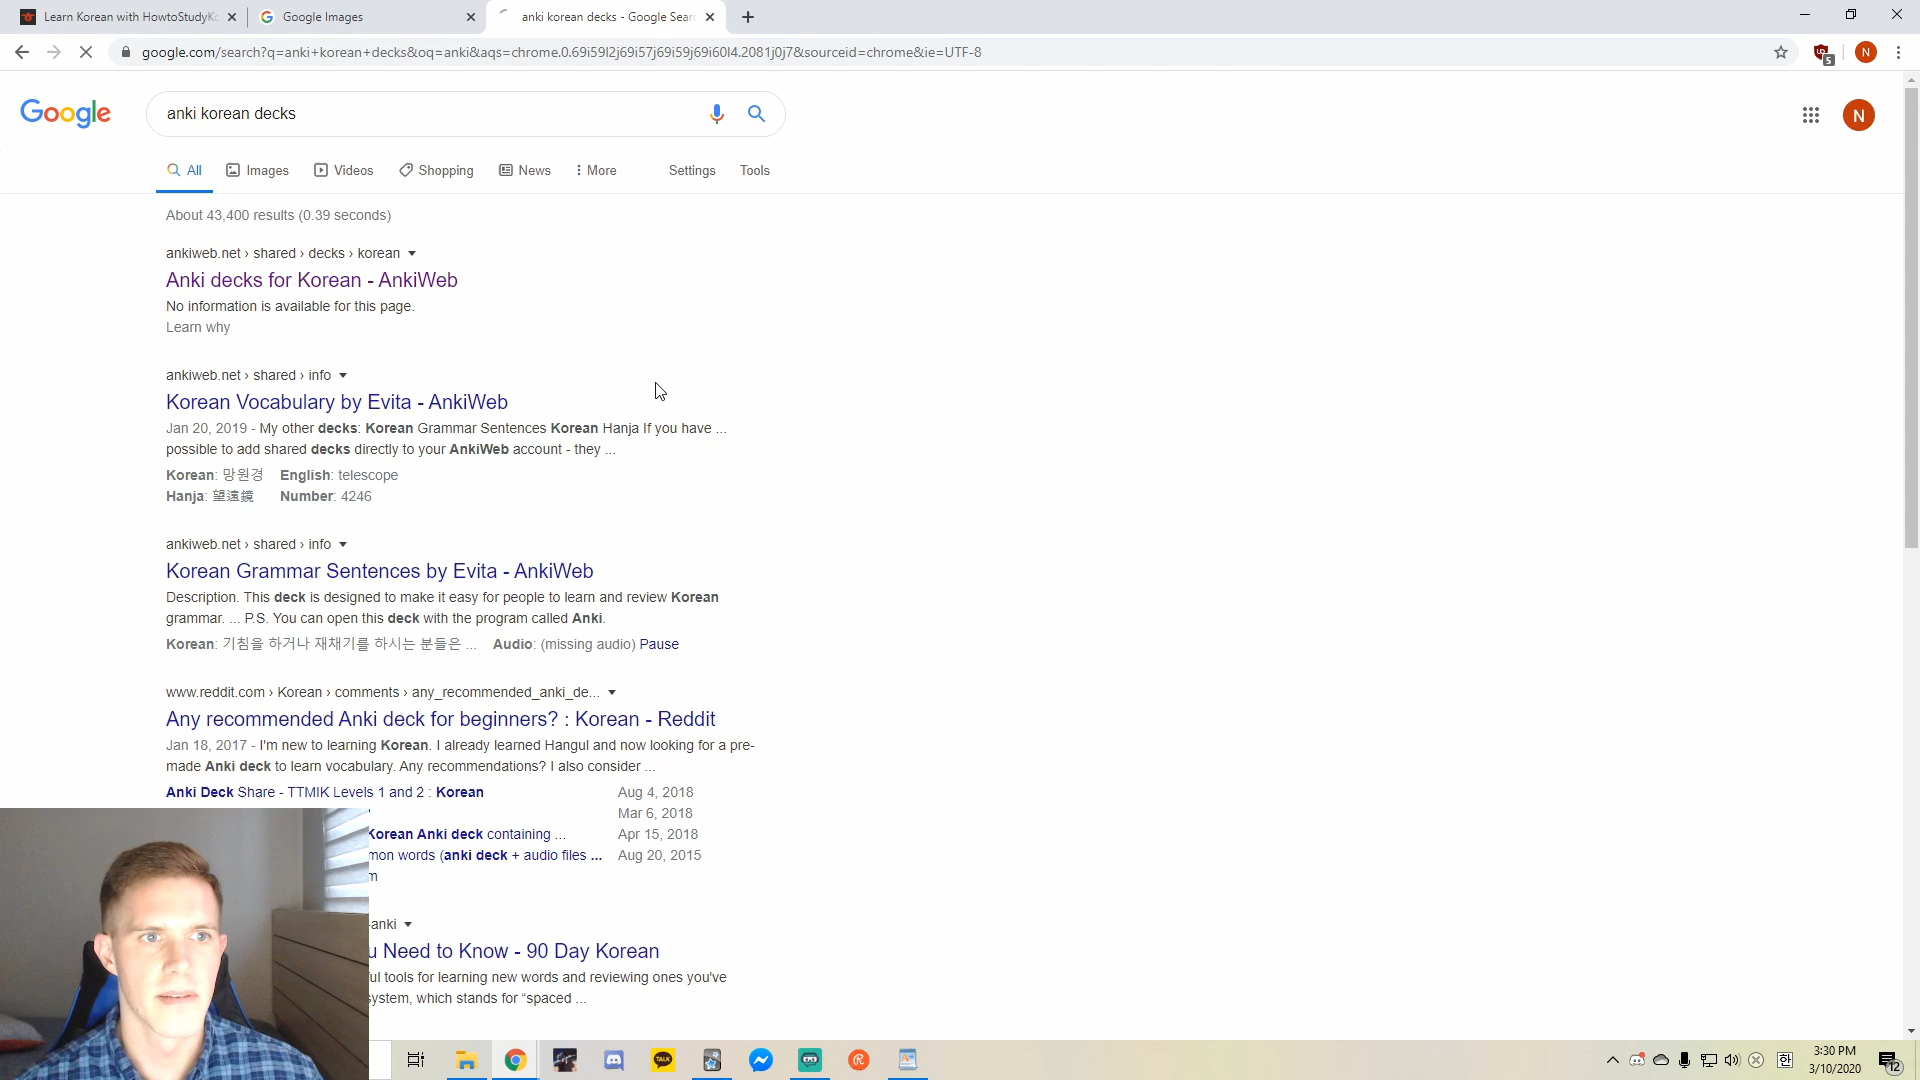 Learn Korean with HowtoStudyKo
Google Images
anki korean decks - Google Sear
google.com/search?q=anki+korean+decks&oq=anki&aqs=chrome.0.69i59l2j69i57j69i59j69i60l4.2081j0j7&sourceid=chrome&ie=UTF-8
5
N
Google
anki korean decks
N
All
Images
Videos
Shopping
News
More
Settings
Tools
About 43,400 results (0.39 seconds)
ankiweb.net › shared › decks › korean
Anki decks for Korean - AnkiWeb
No information is available for this page.
Learn why
ankiweb.net › shared › info
Korean Vocabulary by Evita - AnkiWeb
Jan 20, 2019 - My other decks: Korean Grammar Sentences Korean Hanja If you have ...
possible to add shared decks directly to your AnkiWeb account - they ...
Korean: 망원경 English: telescope
Hanja: 望遠鏡 Number: 4246
ankiweb.net › shared › info
Korean Grammar Sentences by Evita - AnkiWeb
Description. This deck is designed to make it easy for people to learn and review Korean
grammar. ... P.S. You can open this deck with the program called Anki.
Korean: 기침을 하거나 재채기를 하시는 분들은 ... Audio: (missing audio) Pause
www.reddit.com › Korean › comments › any_recommended_anki_de...
Any recommended Anki deck for beginners? : Korean - Reddit
Jan 18, 2017 - I'm new to learning Korean. I already learned Hangul and now looking for a pre-
made Anki deck to learn vocabulary. Any recommendations? I also consider ...
Anki Deck Share - TTMIK Levels 1 and 2 : Korean Aug 4, 2018
Mar 6, 2018
Korean Anki deck containing ... Apr 15, 2018
mon words (anki deck + audio files ... Aug 20, 2015
m
-anki
u Need to Know - 90 Day Korean
ful tools for learning new words and reviewing ones you've
system, which stands for “spaced ...
TALK
한
3:30 PM
3/10/2020
12